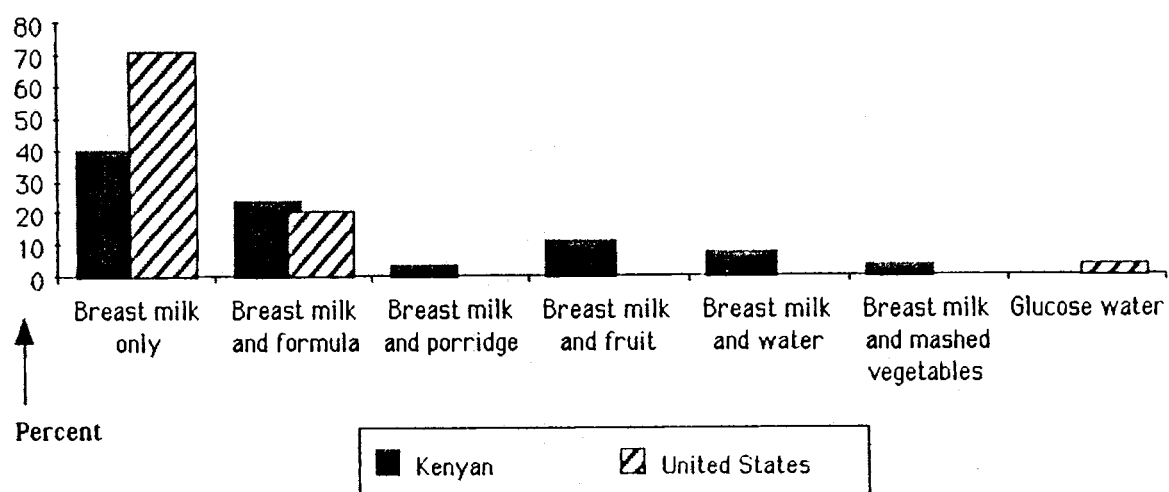 80
70
60
50
40
30
20
10
0
Breast milk only
Breast milk and formula
Breast milk and porridge
Breast milk and fruit
Breast milk and water
Breast milk and mashed vegetables
Glucose water
Percent
Kenyan
United States